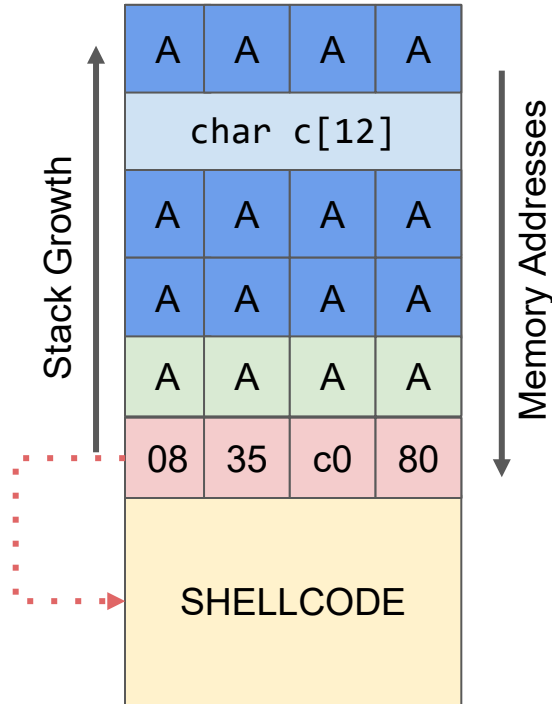 A A A A
char c[12]
A A A A
A A A A
A A A A
08 35 c0 80
SHELLCODE
Stack Growth
Memory Addresses